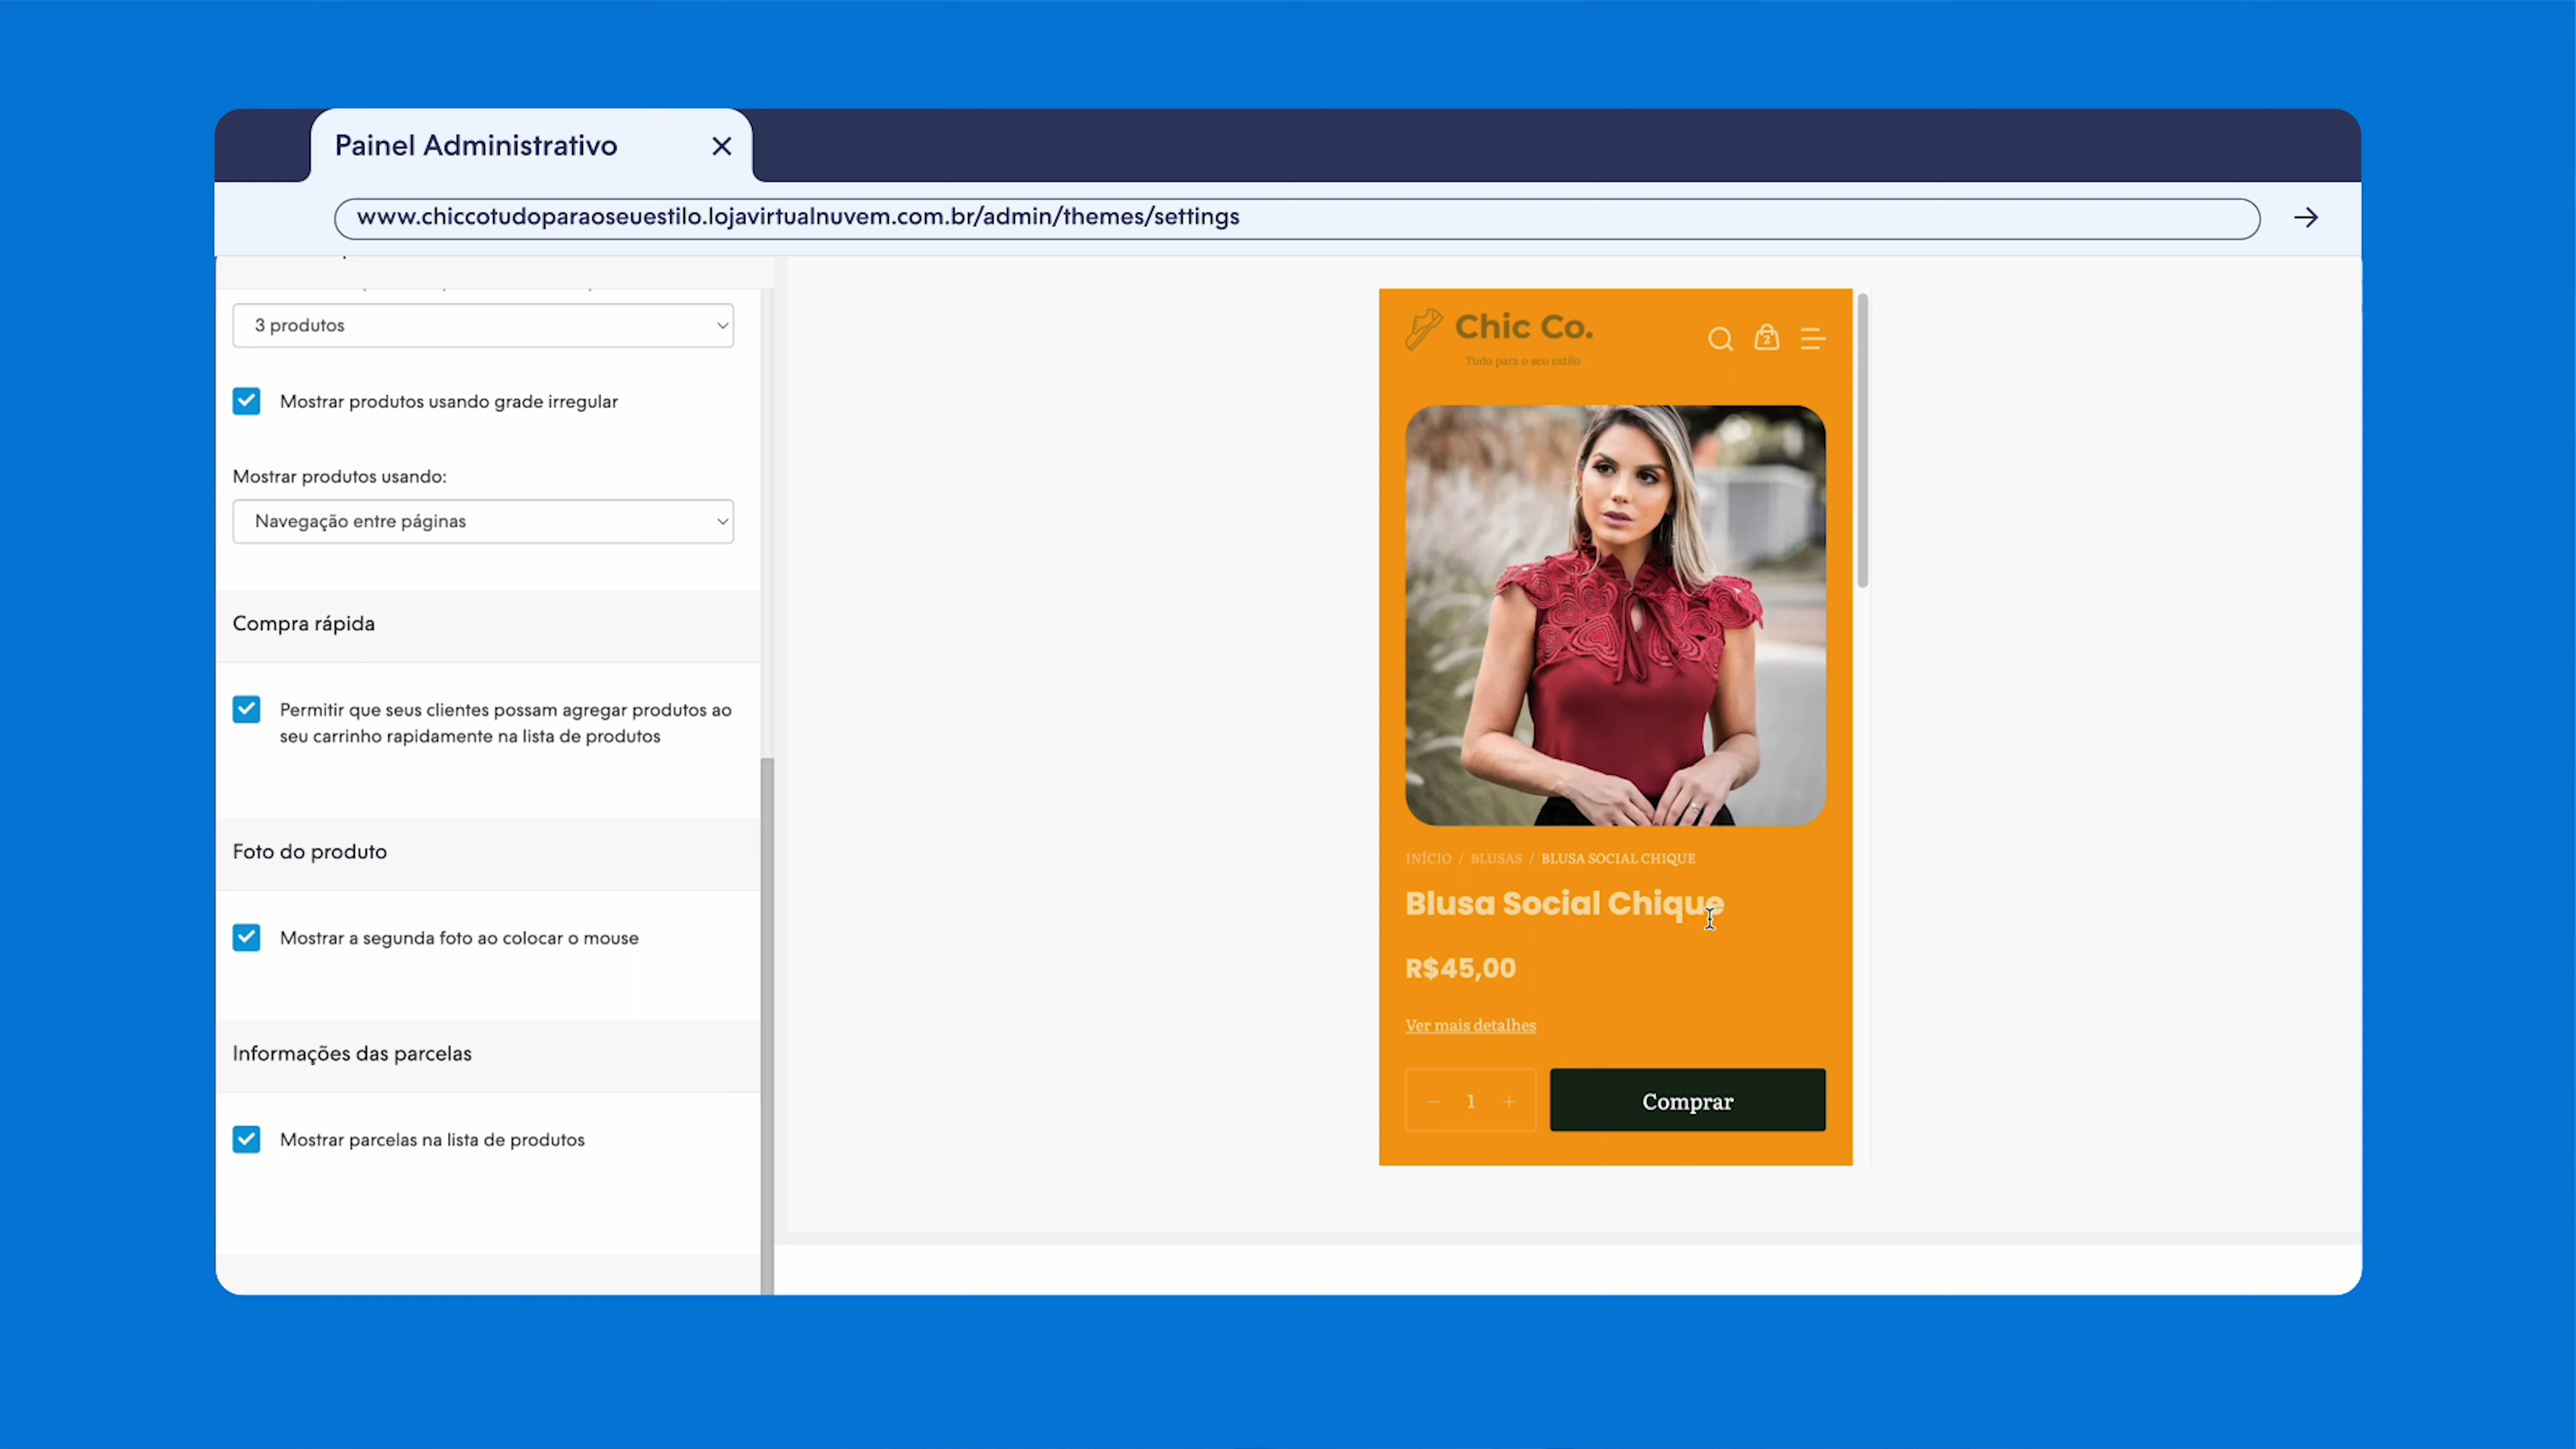 Painel Administrativo
www.chiccotudoparaoseuestilo.lojavirtualnuvem.com.br/admin/themes/settings
3 produtos
Mostrar produtos usando grade irregular
Mostrar produtos usando:
Navegação entre páginas
Compra rápida
Permitir que seus clientes possam agregar produtos ao
seu carrinho rapidamente na lista de produtos
Foto do produto
Mostrar a segunda foto ao colocar o mouse
Informações das parcelas
Mostrar parcelas na lista de produtos
Chic Co.
Tudo para o seu estilo
2
INÍCIO / BLUSAS / BLUSA SOCIAL CHIQUE
Blusa Social Chique
R$45,00
Ver mais detalhes
− 1 +
Comprar